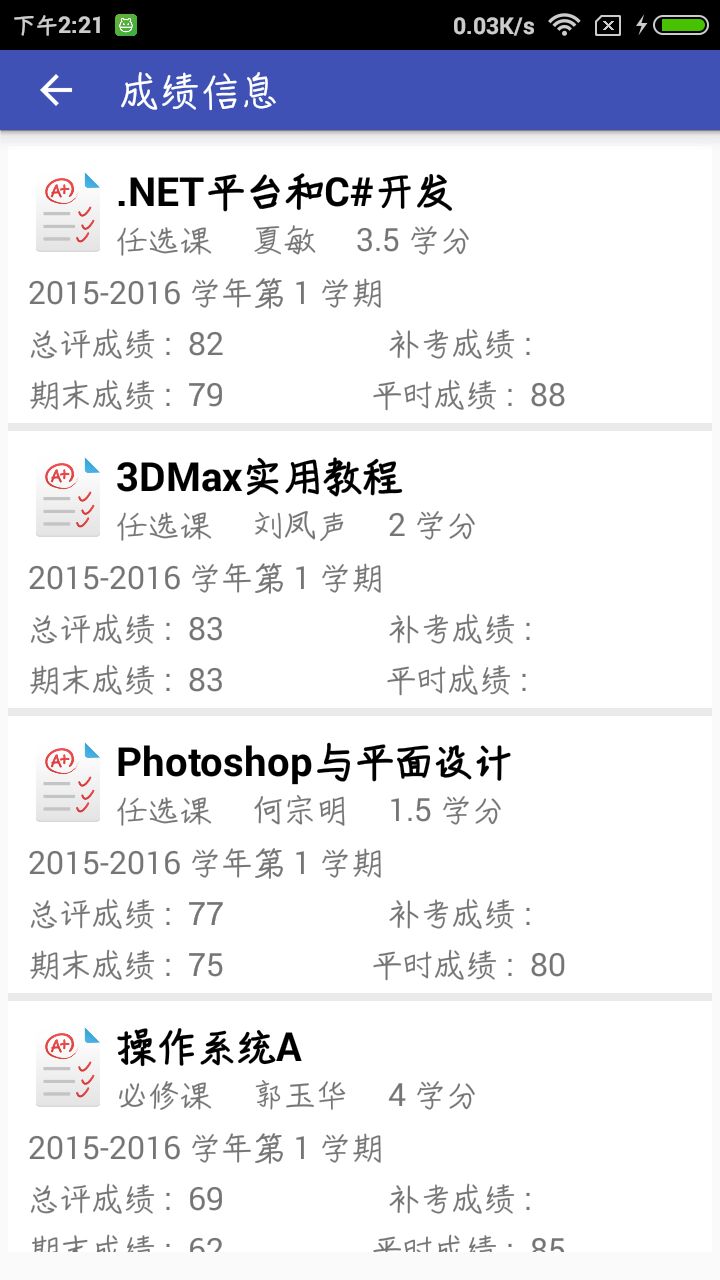 下午2:21 0.03K/s
成绩信息
A+ .NET平台和C#开发
任选课 夏敏 3.5 学分
2015-2016 学年第 1 学期
总评成绩：82 补考成绩：
期末成绩：79 平时成绩：88
A+ 3DMax实用教程
任选课 刘凤声 2 学分
2015-2016 学年第 1 学期
总评成绩：83 补考成绩：
期末成绩：83 平时成绩：
A+ Photoshop与平面设计
任选课 何宗明 1.5 学分
2015-2016 学年第 1 学期
总评成绩：77 补考成绩：
期末成绩：75 平时成绩：80
A+ 操作系统A
必修课 郭玉华 4 学分
2015-2016 学年第 1 学期
总评成绩：69 补考成绩：
期末成绩：62 平时成绩：85